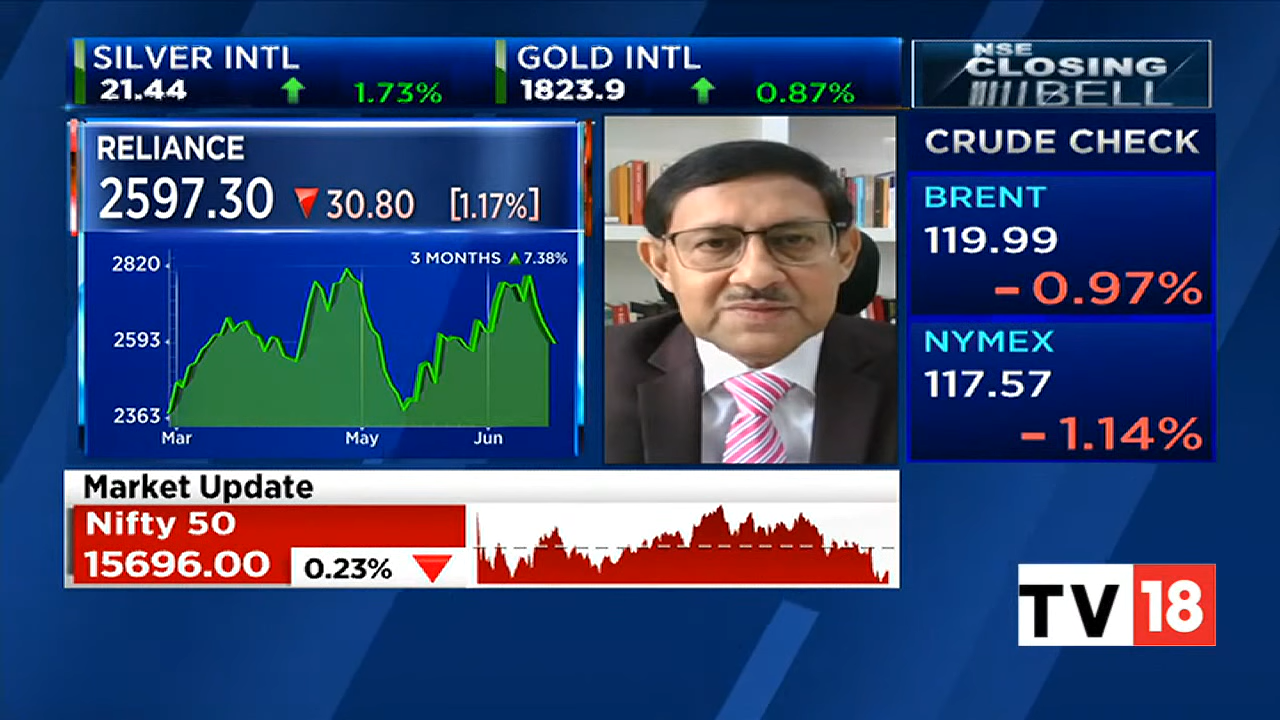 SILVER INTL
21.44 1.73%
GOLD INTL
1823.9 0.87%
NSE
CLOSING
BELL
RELIANCE
2597.30 30.80 [1.17%]
3 MONTHS 7.38%
2820
2593
2363
Mar May Jun
CRUDE CHECK
BRENT
119.99
- 0.97%
NYMEX
117.57
- 1.14%
Market Update
Nifty 50
15696.00 0.23%
TV 18